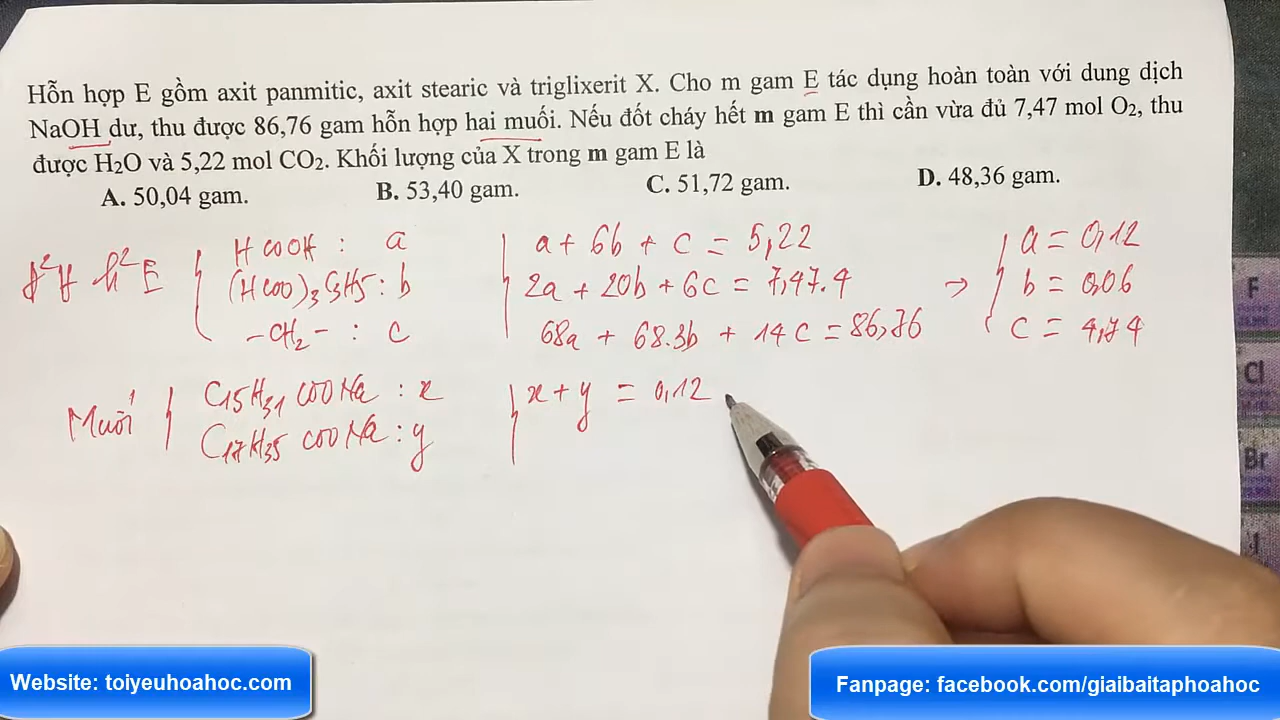 Hỗn hợp E gồm axit panmitic, axit stearic và triglixerit X. Cho m gam E tác dụng hoàn toàn với dung dịch
NaOH dư, thu được 86,76 gam hỗn hợp hai muối. Nếu đốt cháy hết m gam E thì cần vừa đủ 7,47 mol O₂, thu
được H₂O và 5,22 mol CO₂. Khối lượng của X trong m gam E là
A. 50,04 gam. B. 53,40 gam. C. 51,72 gam. D. 48,36 gam.
HCOOH : a
(HCOO)₃C₃H₅ : b
-CH₂- : c
a + 6b + c = 5,22
2a + 20b + 6c = 7,47.4
68a + 68.3b + 14c = 86,76
→
a = 0,12
b = 0,06
c = 4,74
Muối
C₁₅H₃₁COONa : x
C₁₇H₃₅COONa : y
x + y = 0,12
F
Cl
Br
I
Website: toiyeuhoahoc.com
Fanpage: facebook.com/giaibaitaphoahoc